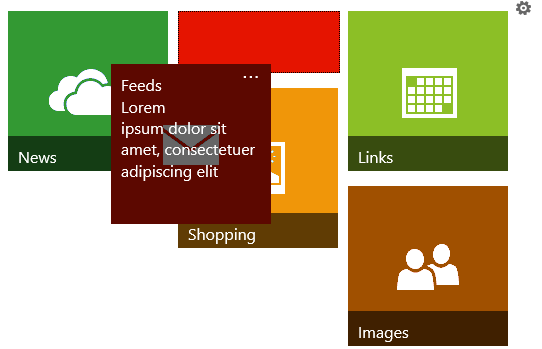 News
Feeds
Lorem
ipsum dolor sit
amet, consectetuer
adipiscing elit
Shopping
Links
Images